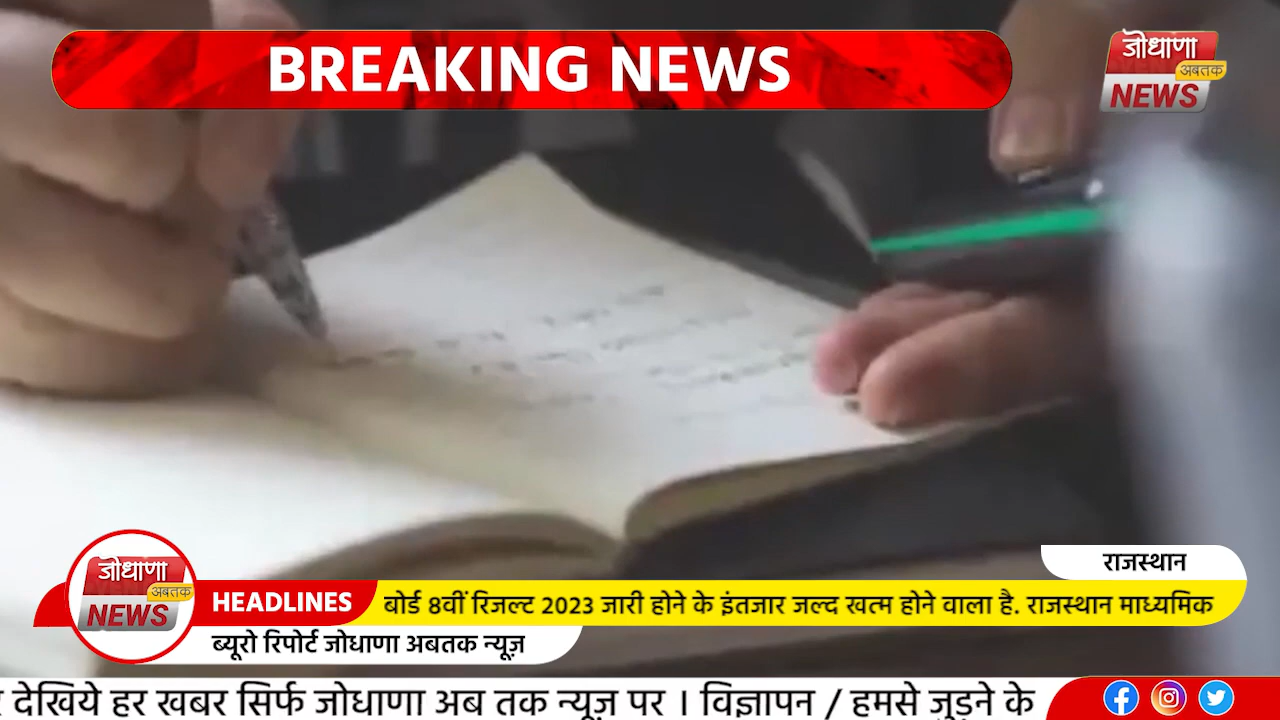 BREAKING NEWS
जोधाणा
अबतक
NEWS
राजस्थान
जोधाणा
अबतक
NEWS
HEADLINES
बोर्ड 8वीं रिजल्ट 2023 जारी होने के इंतजार जल्द खत्म होने वाला है. राजस्थान माध्यमिक
ब्यूरो रिपोर्ट जोधाणा अबतक न्यूज़
देखिये हर खबर सिर्फ जोधाणा अब तक न्यूज़ पर । विज्ञापन / हमसे जुड़ने के